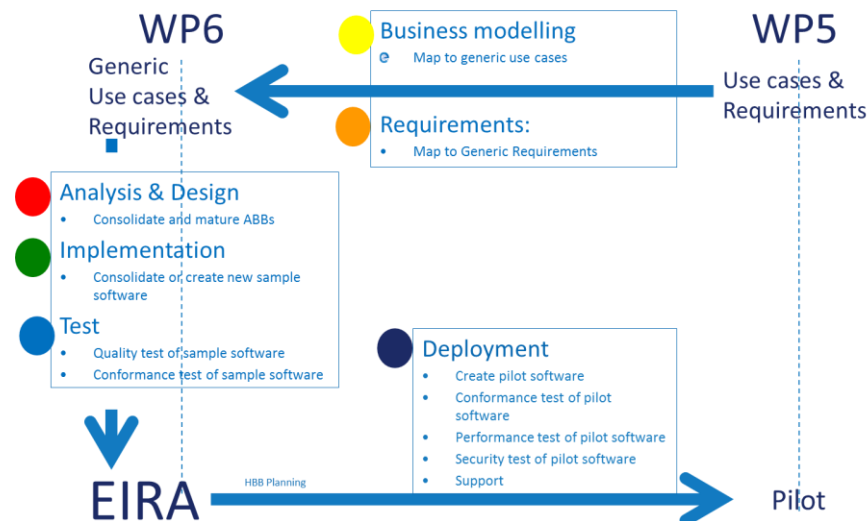 WP6
Generic
Use cases &
Requirements
Business modelling
e Map to generic use cases
Requirements:
• Map to Generic Requirements
WP5
Use cases &
Requirements
Analysis & Design
• Consolidate and mature ABBs
Implementation
• Consolidate or create new sample
software
Test
• Quality test of sample software
• Conformance test of sample software
Deployment
• Create pilot software
• Conformance test of pilot
software
• Performance test of pilot software
• Security test of pilot software
• Support
EIRA
HBB Planning
Pilot